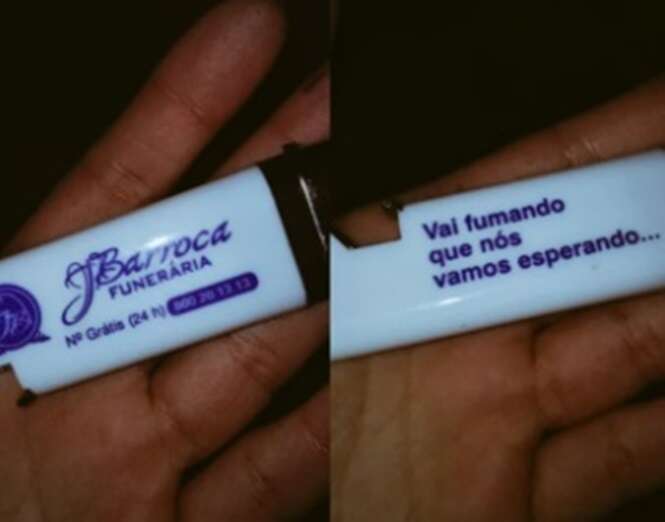 JBarroca
FUNERÁRIA
Nº Grátis (24 h) 800 20 13 13
Vai fumando
que nós
vamos esperando...